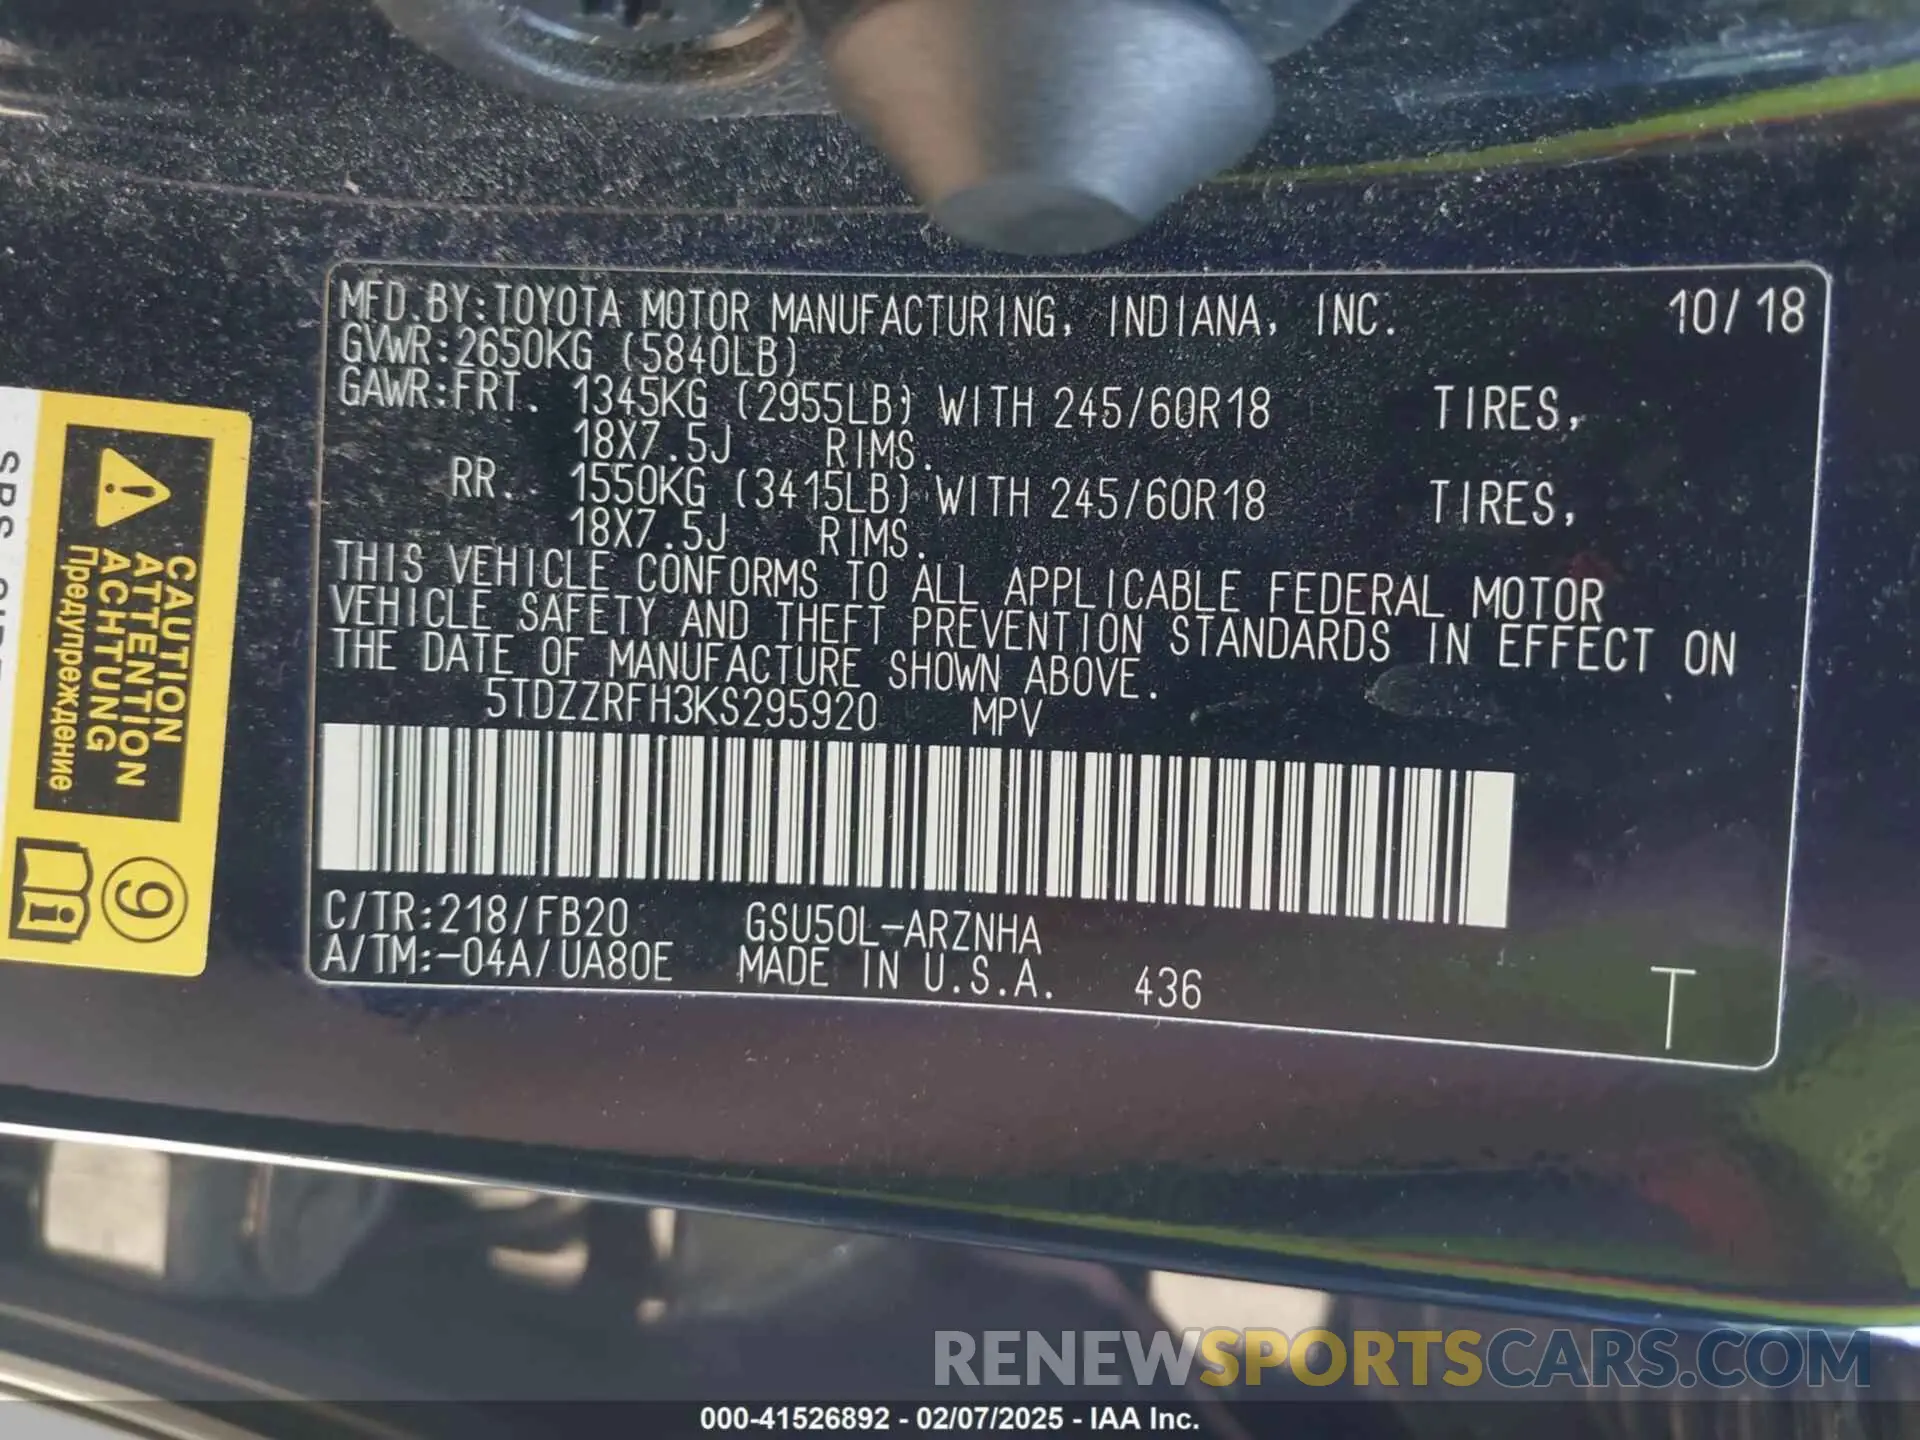 MFD.BY:TOYOTA MOTOR MANUFACTURING, INDIANA, INC. 10/18
GVWR:2650KG (5840LB)
GAWR:FRT. 1345KG (2955LB) WITH 245/60R18 TIRES,
18X7.5J RIMS.
RR. 1550KG (3415LB) WITH 245/60R18 TIRES,
18X7.5J RIMS.
THIS VEHICLE CONFORMS TO ALL APPLICABLE FEDERAL MOTOR
VEHICLE SAFETY AND THEFT PREVENTION STANDARDS IN EFFECT ON
THE DATE OF MANUFACTURE SHOWN ABOVE.
5TDZZRFH3KS295920 MPV
C/TR:218/FB20 GSU50L-ARZNHA
A/TM:-04A/UA80E MADE IN U.S.A. 436
T
CAUTION
ATTENTION
ACHTUNG
Предупреждение
9
SRS
RENEWSPORTSCARS.COM
000-41526892 - 02/07/2025 - IAA Inc.